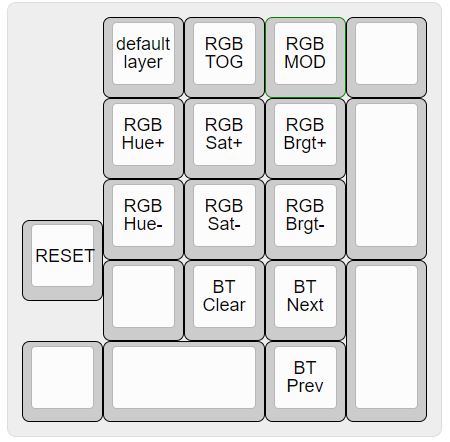 default
layer
RGB
TOG
RGB
MOD
RGB
Hue+
RGB
Sat+
RGB
Brgt+
RGB
Hue-
RGB
Sat-
RGB
Brgt-
RESET
BT
Clear
BT
Next
BT
Prev